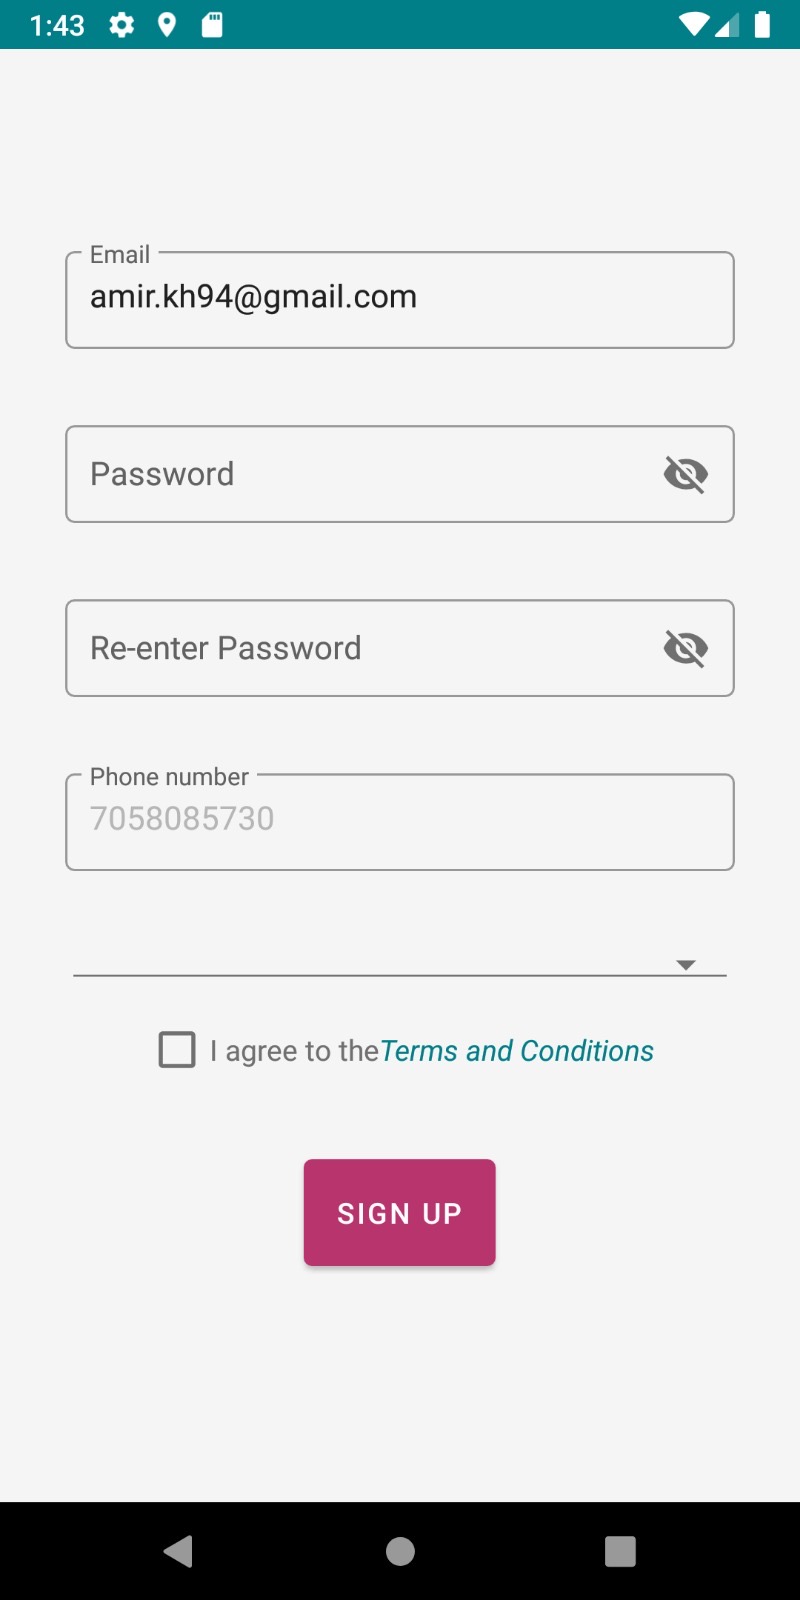 1:43
Email
amir.kh94@gmail.com
Password
Re-enter Password
Phone number
7058085730
I agree to theTerms and Conditions
SIGN UP